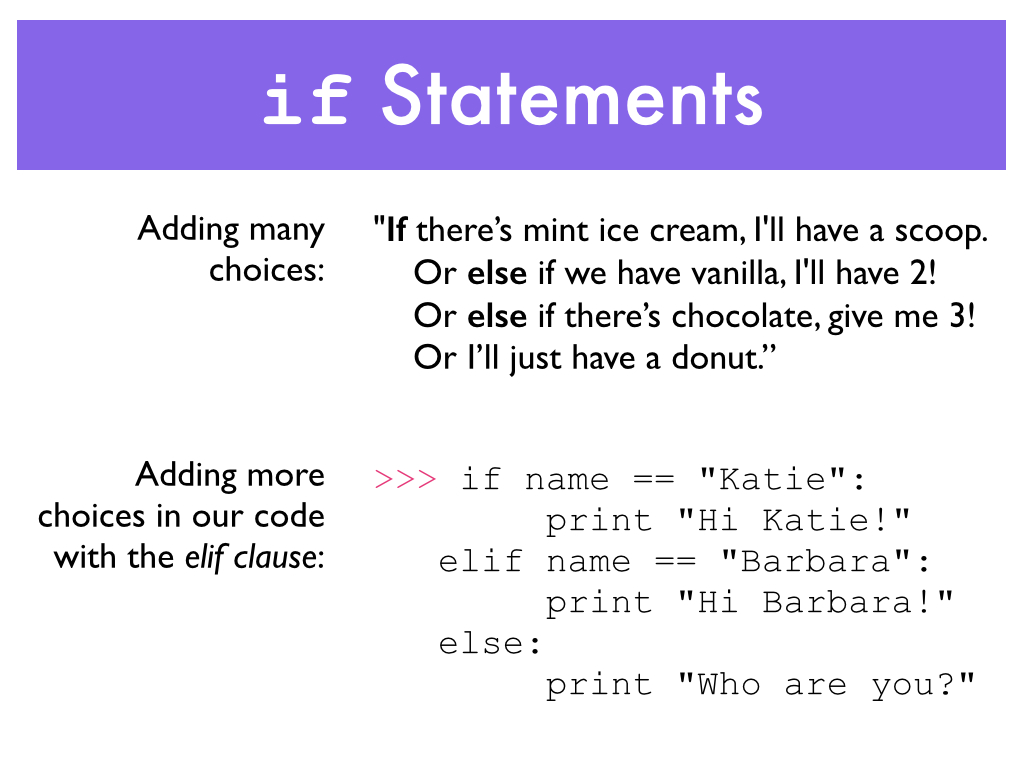 if Statements
Adding many
choices:
"If there’s mint ice cream, I'll have a scoop.
Or else if we have vanilla, I'll have 2!
Or else if there’s chocolate, give me 3!
Or I’ll just have a donut.”
Adding more
choices in our code
with the elif clause:
>>> if name == "Katie":
print "Hi Katie!"
elif name == "Barbara":
print "Hi Barbara!"
else:
print "Who are you?"